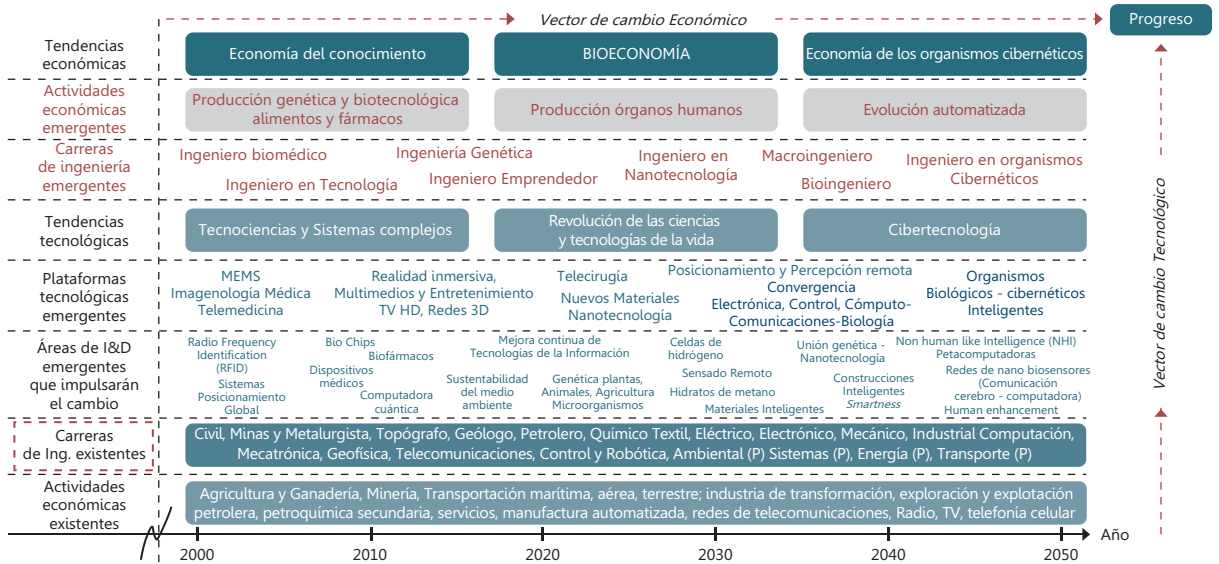 Vector de cambio Económico
Progreso
Tendencias
económicas
Economía del conocimiento
BIOECONOMÍA
Economía de los organismos cibernéticos
Actividades
económicas
emergentes
Producción genética y biotecnológica
alimentos y fármacos
Producción órganos humanos
Evolución automatizada
Carreras
de ingeniería
emergentes
Ingeniero biomédico
Ingeniería Genética
Ingeniero en
Nanotecnología
Macroingeniero
Ingeniero en organismos
Cibernéticos
Ingeniero en Tecnología
Ingeniero Emprendedor
Bioingeniero
Tendencias
tecnológicas
Tecnociencias y Sistemas complejos
Revolución de las ciencias
y tecnologías de la vida
Cibertecnología
Vector de cambio Tecnológico
Plataformas
tecnológicas
emergentes
MEMS
Imagenología Médica
Telemedicina
Realidad inmersiva,
Multimedios y Entretenimiento
TV HD, Redes 3D
Telecirugía
Nuevos Materiales
Nanotecnología
Posicionamiento y Percepción remota
Convergencia
Electrónica, Control, Cómputo-
Comunicaciones-Biología
Organismos
Biológicos - cibernéticos
Inteligentes
Áreas de I&D
emergentes
que impulsarán
el cambio
Radio Frequency
Identification
(RFID)
Sistemas
Posicionamiento
Global
Bio Chips
Biofármacos
Dispositivos
médicos
Computadora
cuántica
Mejora continua de
Tecnologías de la Información
Sustentabilidad
del medio
ambiente
Genética plantas,
Animales, Agricultura
Microorganismos
Celdas de
hidrógeno
Sensado Remoto
Hidratos de metano
Materiales Inteligentes
Unión genética -
Nanotecnología
Construcciones
Inteligentes
Smartness
Non human like Intelligence (NHI)
Petacomputadoras
Redes de nano biosensores
(Comunicación
cerebro - computadora)
Human enhancement
Carreras
de Ing. existentes
Civil, Minas y Metalurgista, Topógrafo, Geólogo, Petrolero, Químico Textil, Eléctrico, Electrónico, Mecánico, Industrial Computación,
Mecatrónica, Geofísica, Telecomunicaciones, Control y Robótica, Ambiental (P) Sistemas (P), Energía (P), Transporte (P)
Actividades
económicas
existentes
Agricultura y Ganadería, Minería, Transportación marítima, aérea, terrestre; industria de transformación, exploración y explotación
petrolera, petroquímica secundaria, servicios, manufactura automatizada, redes de telecomunicaciones, Radio, TV, telefonía celular
Año
2000
2010
2020
2030
2040
2050